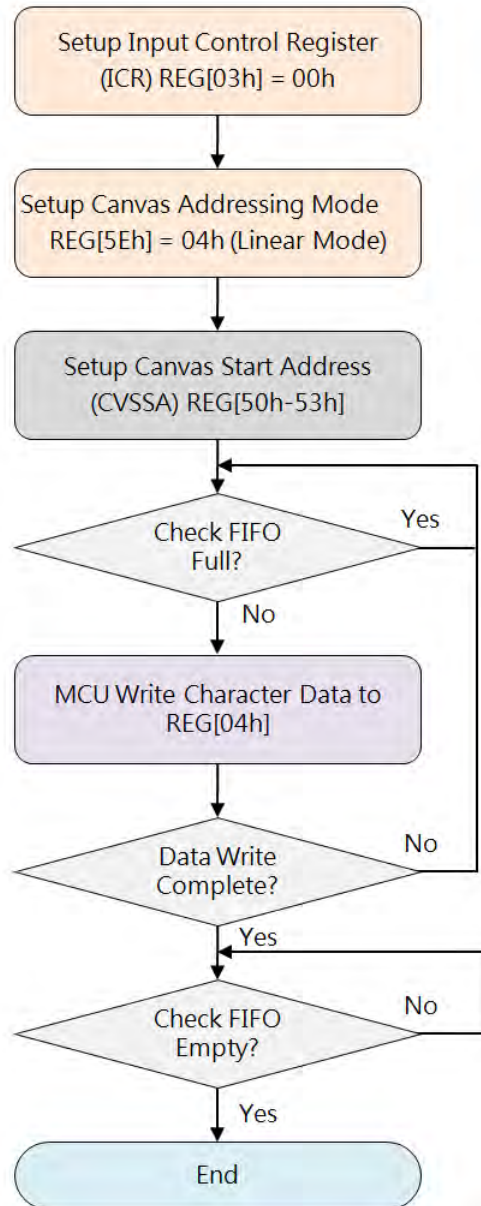 Setup Input Control Register
(ICR) REG[03h] = 00h
Setup Canvas Addressing Mode
REG[5Eh] = 04h (Linear Mode)
Setup Canvas Start Address
(CVSSA) REG[50h-53h]
Check FIFO
Full?
Yes
No
MCU Write Character Data to
REG[04h]
Data Write
Complete?
No
Yes
Check FIFO
Empty?
No
Yes
End